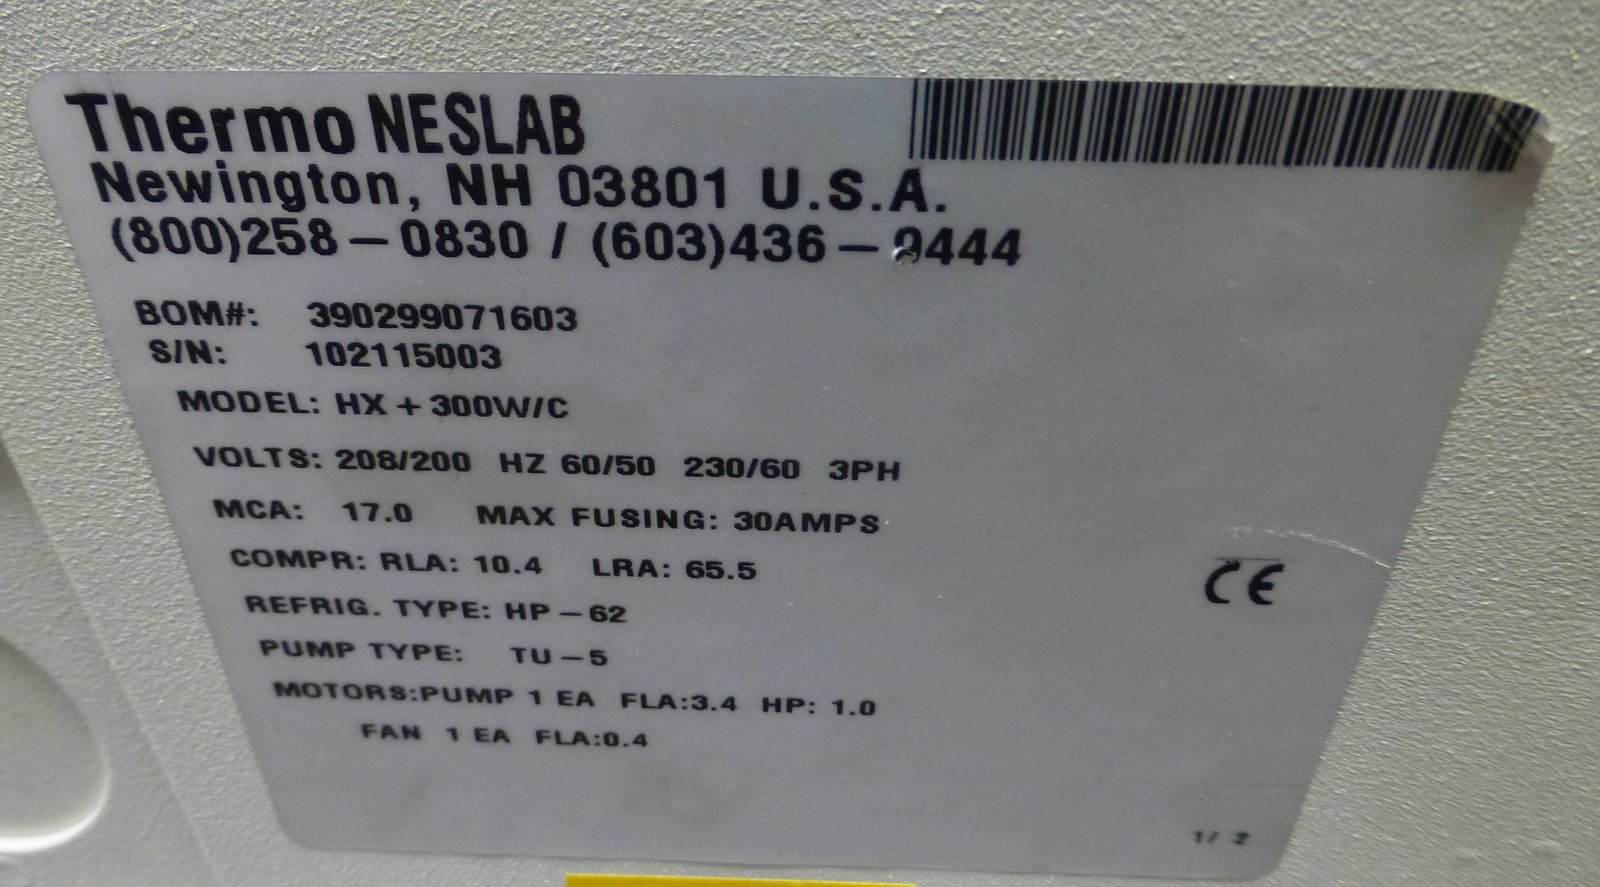 Thermo NESLAB
Newington, NH 03801 U.S.A.
(800)258-0830 / (603)436-9444
BOM#: 390299071603
S/N: 102115003
MODEL: HX + 300W/C
VOLTS: 208/200 HZ 60/50 230/60 3PH
MCA: 17.0 MAX FUSING: 30AMPS
COMPR: RLA: 10.4 LRA: 65.5
REFRIG. TYPE: HP-62
PUMP TYPE: TU-5
MOTORS:PUMP 1 EA FLA:3.4 HP: 1.0
FAN 1 EA FLA:0.4
CE
1/ 2